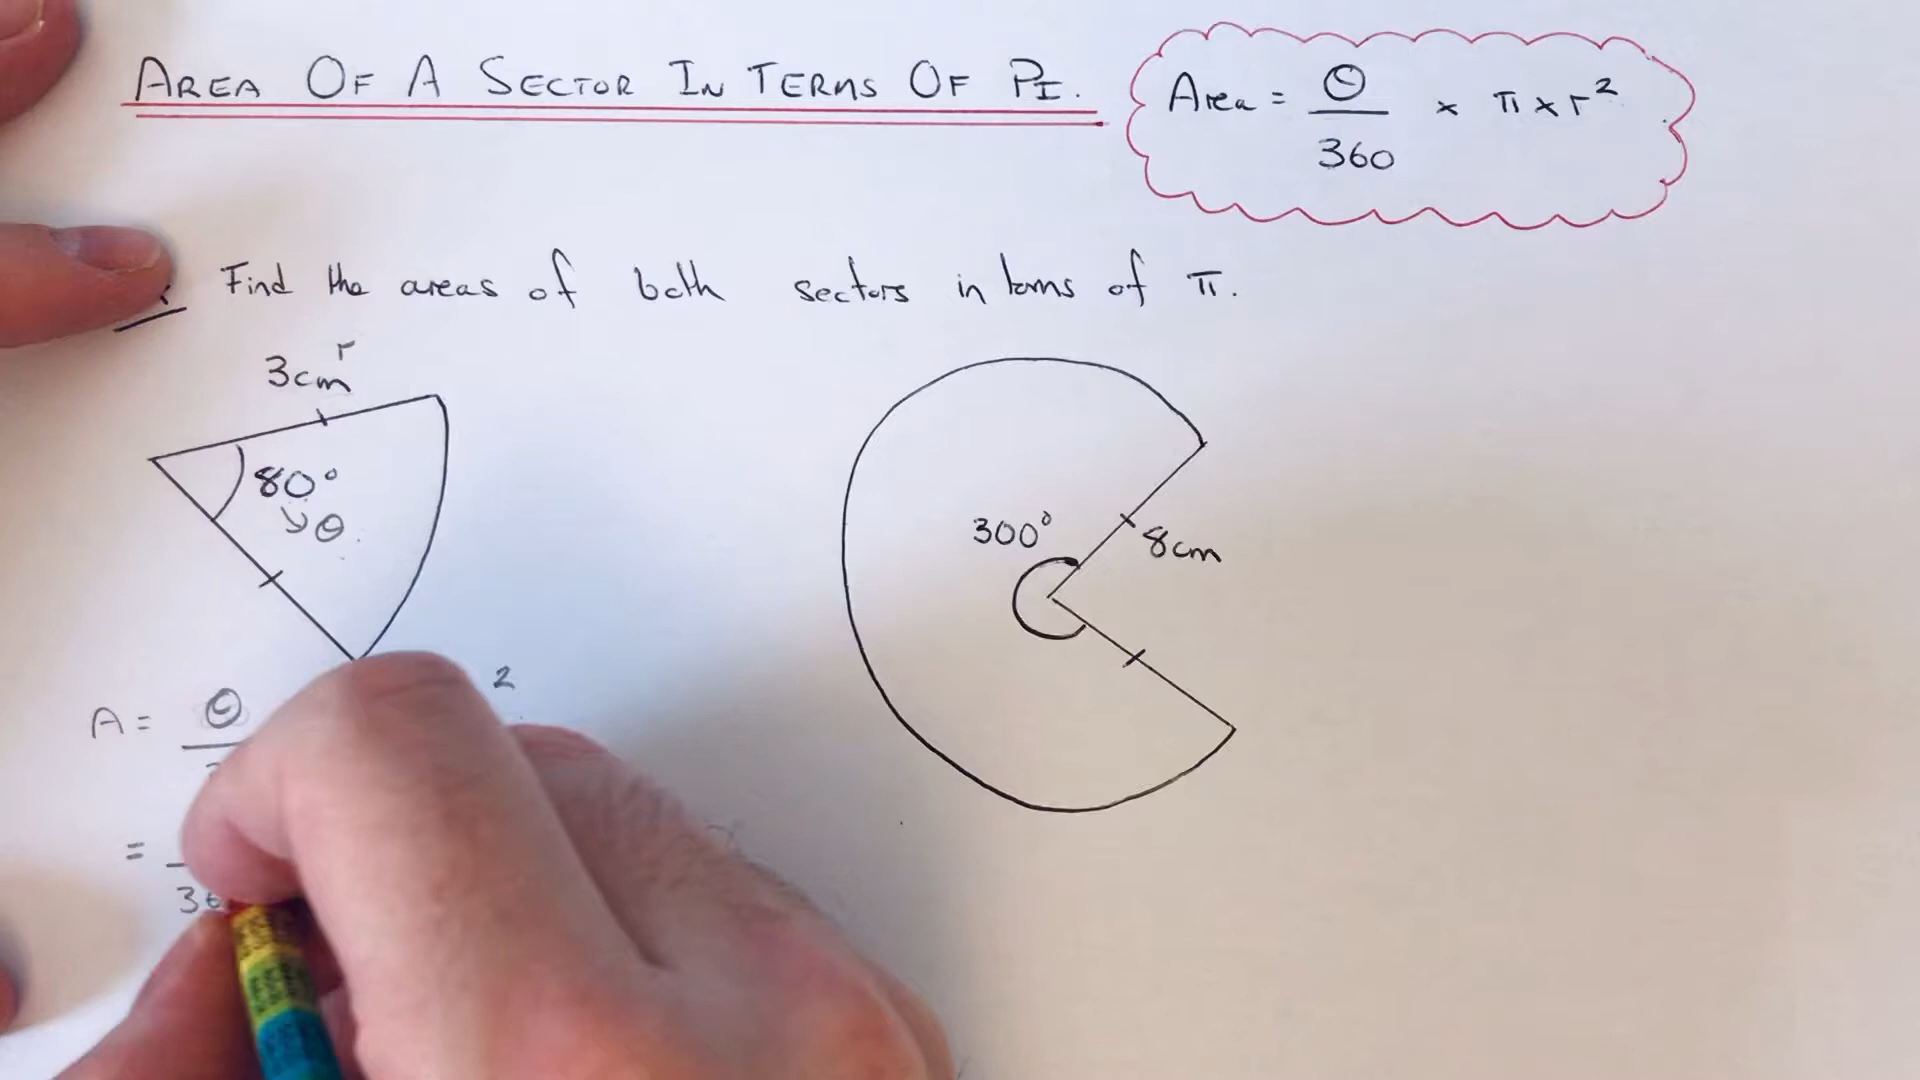 AREA OF A SECTOR IN TERMS OF PI.
Area = θ/360 × π × r²
Find the areas of both sectors in terms of π.
3cm r
80°
θ
300°
8cm
A = θ 2
=